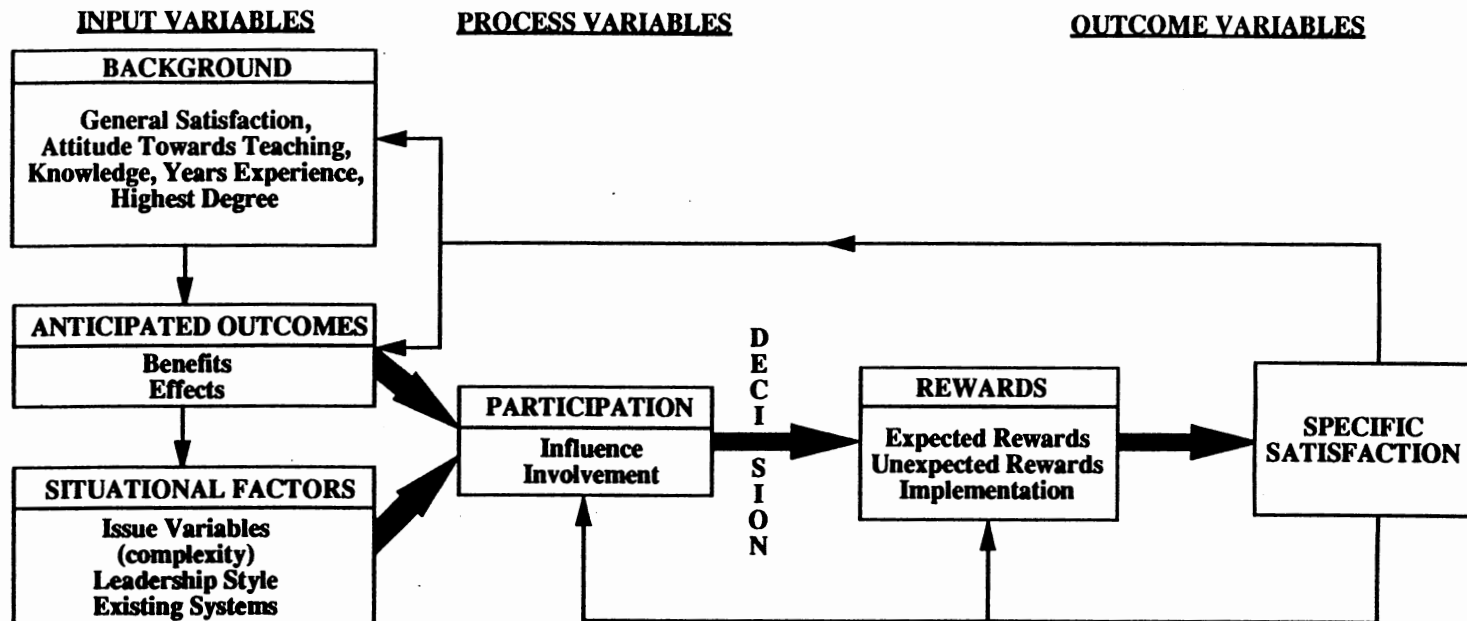 INPUT VARIABLES
PROCESS VARIABLES
OUTCOME VARIABLES
BACKGROUND
General Satisfaction,
Attitude Towards Teaching,
Knowledge, Years Experience,
Highest Degree
ANTICIPATED OUTCOMES
Benefits
Effects
SITUATIONAL FACTORS
Issue Variables
(complexity)
Leadership Style
Existing Systems
PARTICIPATION
Influence
Involvement
DECISION
REWARDS
Expected Rewards
Unexpected Rewards
Implementation
SPECIFIC
SATISFACTION